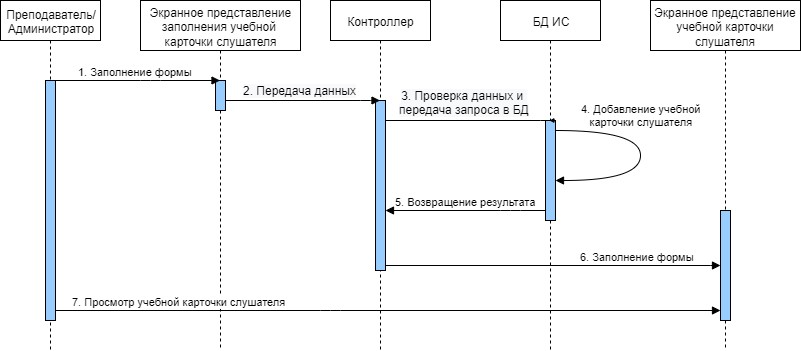 Преподаватель/
Администратор
Экранное представление
заполнения учебной
карточки слушателя
Контроллер
БД ИС
Экранное представление
учебной карточки
слушателя
1. Заполнение формы
2. Передача данных
3. Проверка данных и
передача запроса в БД
4. Добавление учебной
карточки слушателя
5. Возвращение результата
6. Заполнение формы
7. Просмотр учебной карточки слушателя